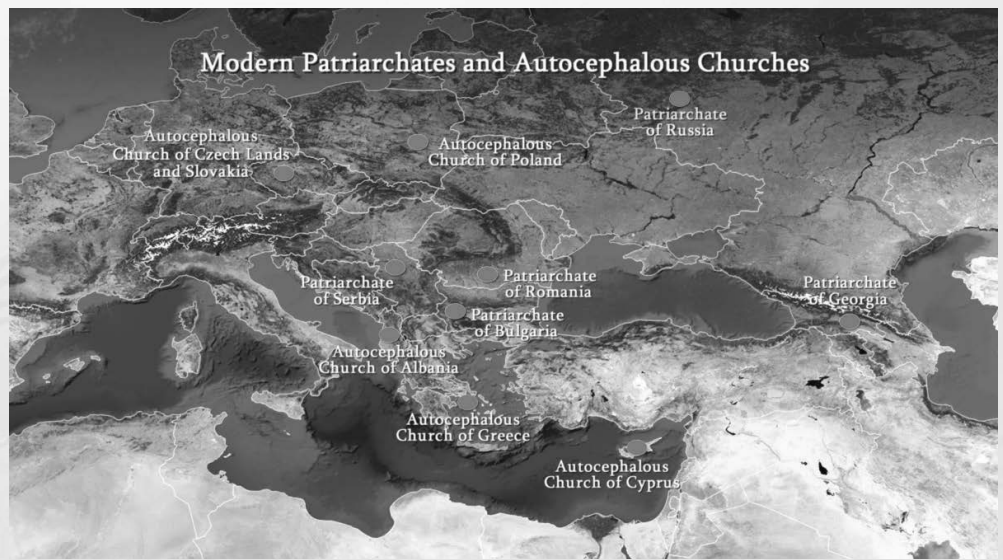 Modern Patriarchates and Autocephalous Churches
Patriarchate
of Russia
Autocephalous
Church of Czech Lands
and Slovakia
Autocephalous
Church of Poland
Patriarchate
of Serbia
Patriarchate
of Romania
Patriarchate
of Georgia
Patriarchate
of Bulgaria
Autocephalous
Church of Albania
Autocephalous
Church of Greece
Autocephalous
Church of Cyprus